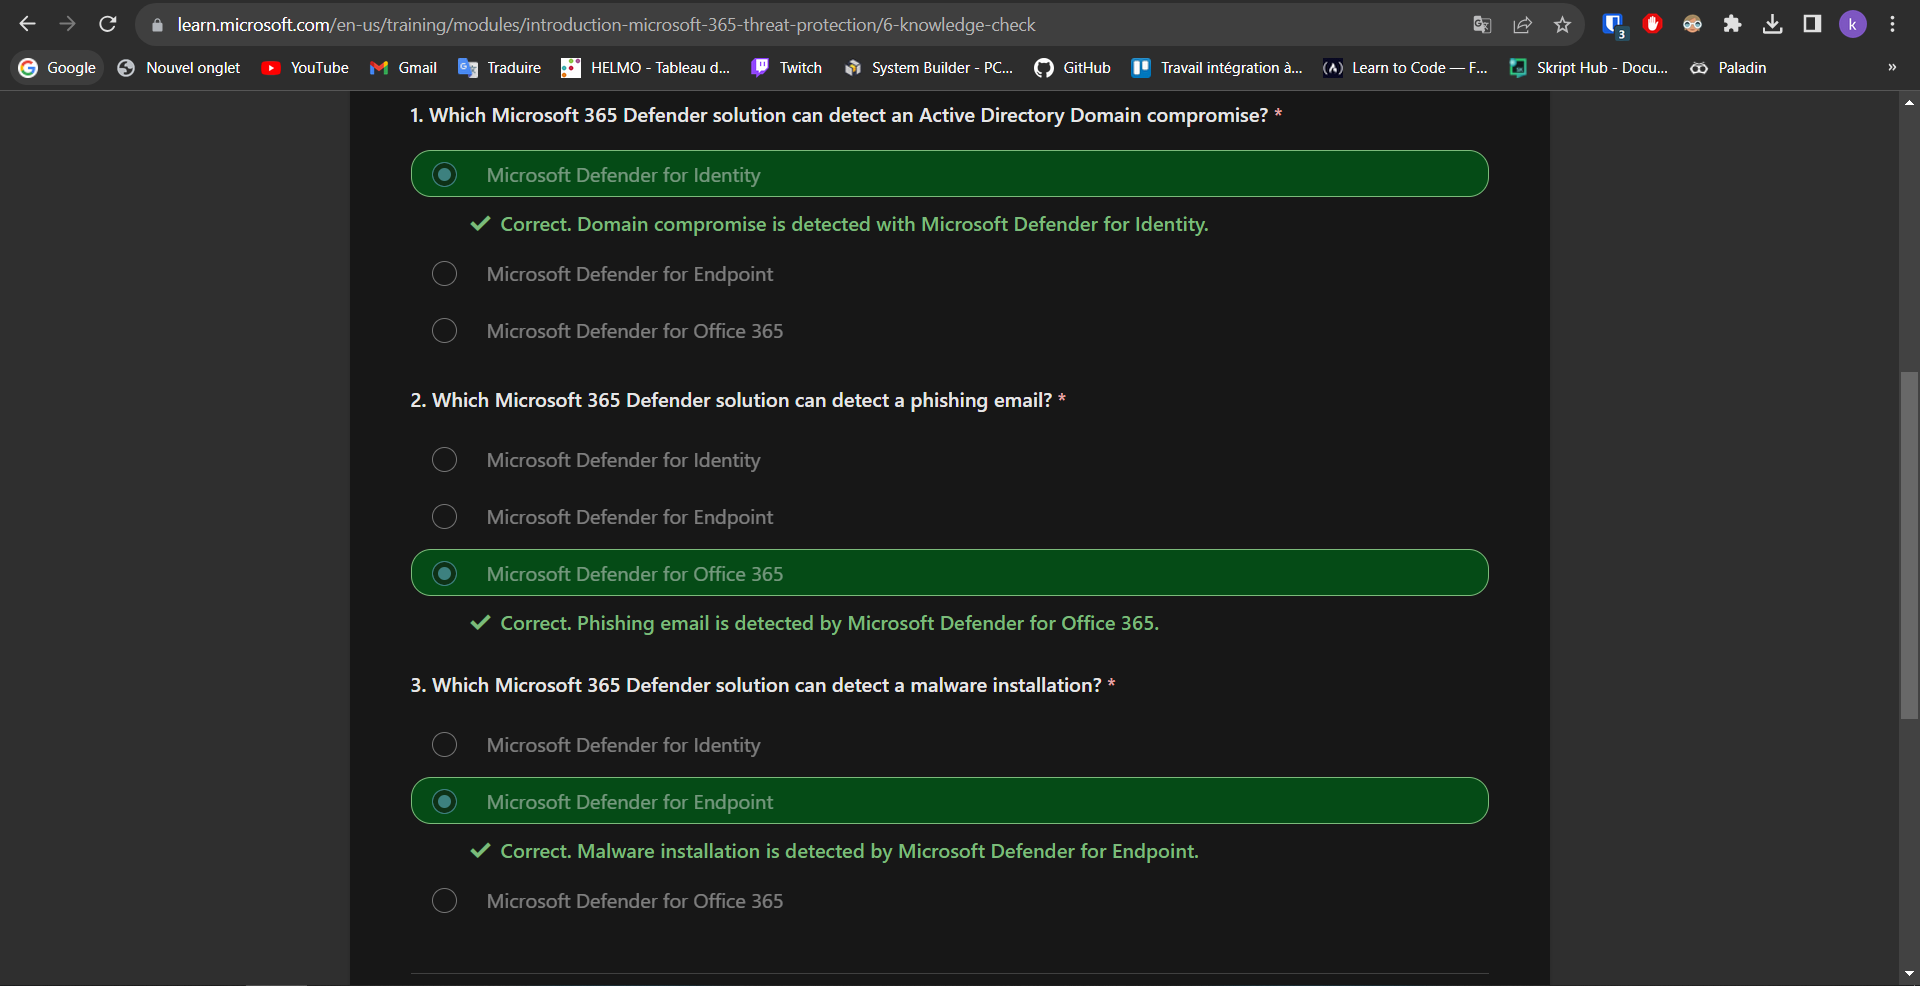 learn.microsoft.com/en-us/training/modules/introduction-microsoft-365-threat-protection/6-knowledge-check
3
k
Google Nouvel onglet YouTube Gmail Traduire HELMO - Tableau d... Twitch System Builder - PC... GitHub Travail intégration à... Learn to Code — F... Skript Hub - Docu... Paladin »
1. Which Microsoft 365 Defender solution can detect an Active Directory Domain compromise? *
Microsoft Defender for Identity
Correct. Domain compromise is detected with Microsoft Defender for Identity.
Microsoft Defender for Endpoint
Microsoft Defender for Office 365
2. Which Microsoft 365 Defender solution can detect a phishing email? *
Microsoft Defender for Identity
Microsoft Defender for Endpoint
Microsoft Defender for Office 365
Correct. Phishing email is detected by Microsoft Defender for Office 365.
3. Which Microsoft 365 Defender solution can detect a malware installation? *
Microsoft Defender for Identity
Microsoft Defender for Endpoint
Correct. Malware installation is detected by Microsoft Defender for Endpoint.
Microsoft Defender for Office 365